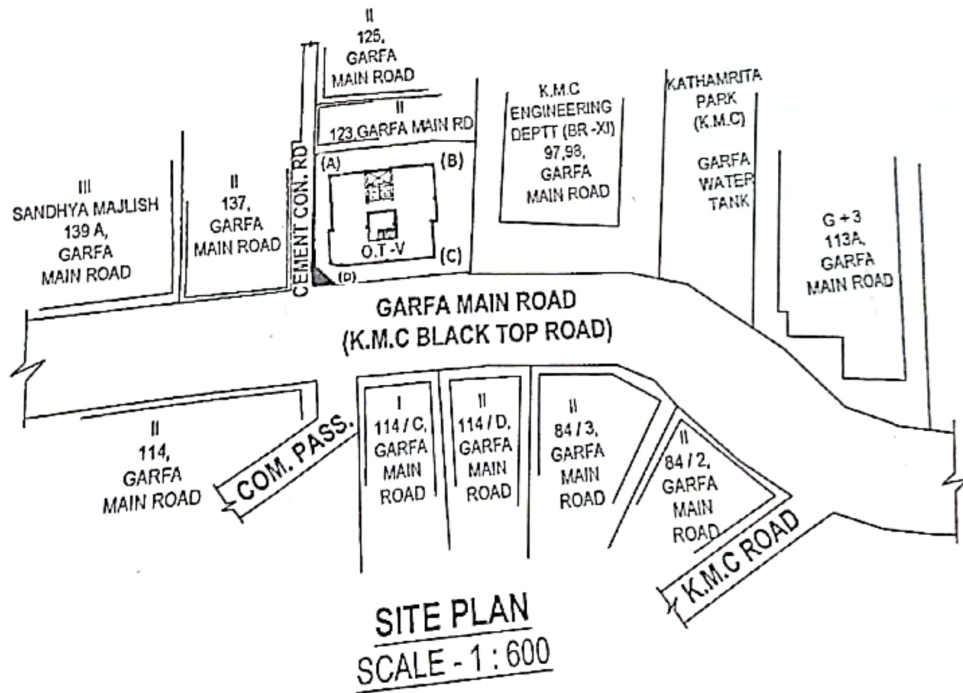 II
125,
GARFA
MAIN ROAD
II
123,GARFA MAIN RD
K.M.C
ENGINEERING
DEPTT (BR -XI)
97,98,
GARFA
MAIN ROAD
KATHAMRITA
PARK
(K.M.C)
GARFA
WATER
TANK
III
SANDHYA MAJLISH
139 A,
GARFA
MAIN ROAD
II
137,
GARFA
MAIN ROAD
CEMENT CON. RD
(A)
(B)
O.T -V
(C)
(D)
G + 3
113A,
GARFA
MAIN ROAD
GARFA MAIN ROAD
(K.M.C BLACK TOP ROAD)
II
114,
GARFA
MAIN ROAD
COM. PASS.
I
114 / C,
GARFA
MAIN
ROAD
II
114 / D,
GARFA
MAIN
ROAD
II
84 / 3,
GARFA
MAIN
ROAD
II
84 / 2,
GARFA
MAIN
ROAD
K.M.C ROAD
SITE PLAN
SCALE - 1 : 600